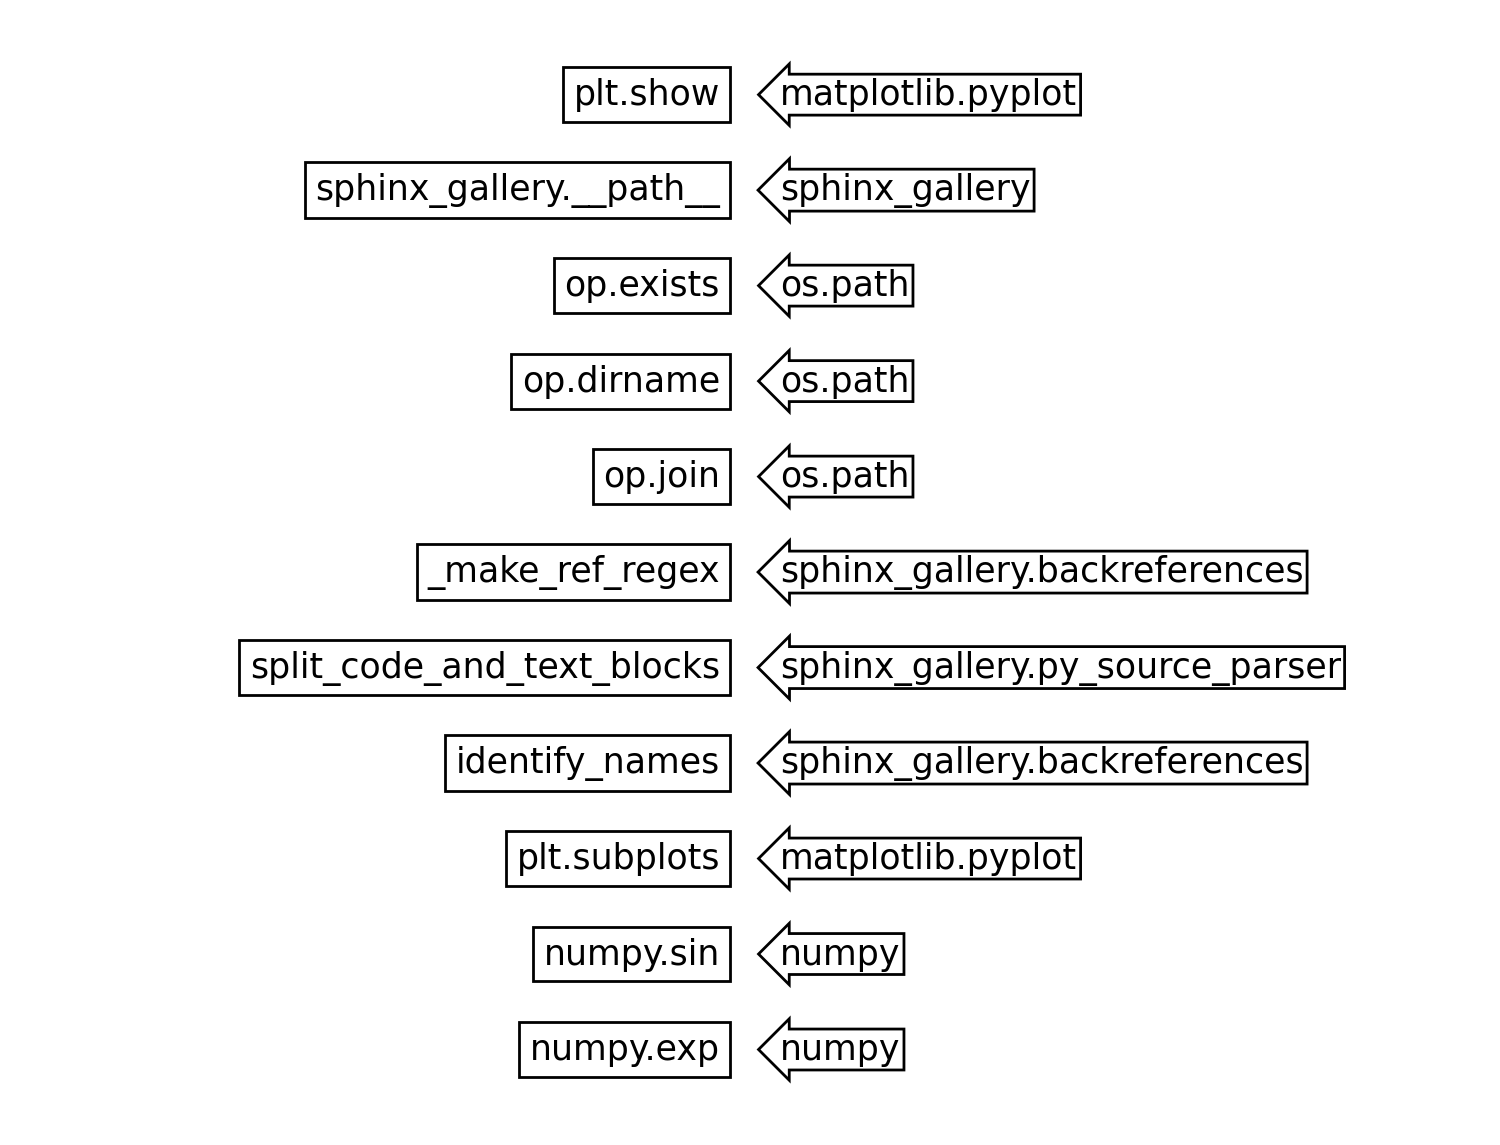 plt.show matplotlib.pyplot
sphinx_gallery.__path__ sphinx_gallery
op.exists os.path
op.dirname os.path
op.join os.path
_make_ref_regex sphinx_gallery.backreferences
split_code_and_text_blocks sphinx_gallery.py_source_parser
identify_names sphinx_gallery.backreferences
plt.subplots matplotlib.pyplot
numpy.sin numpy
numpy.exp numpy